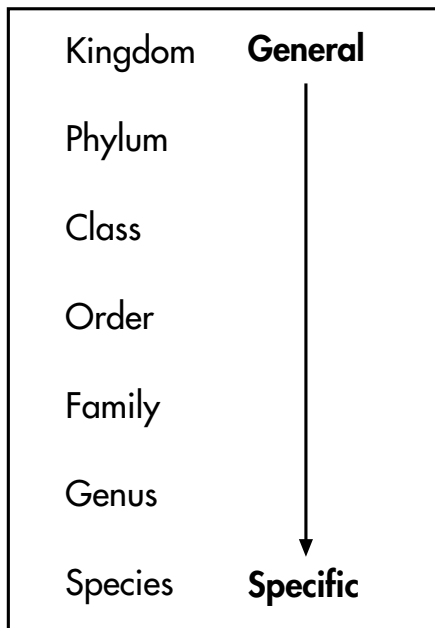 Kingdom General
Phylum
Class
Order
Family
Genus
Species Specific